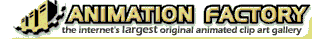 ANIMATION FACTORY
the internet's largest original animated clip art gallery